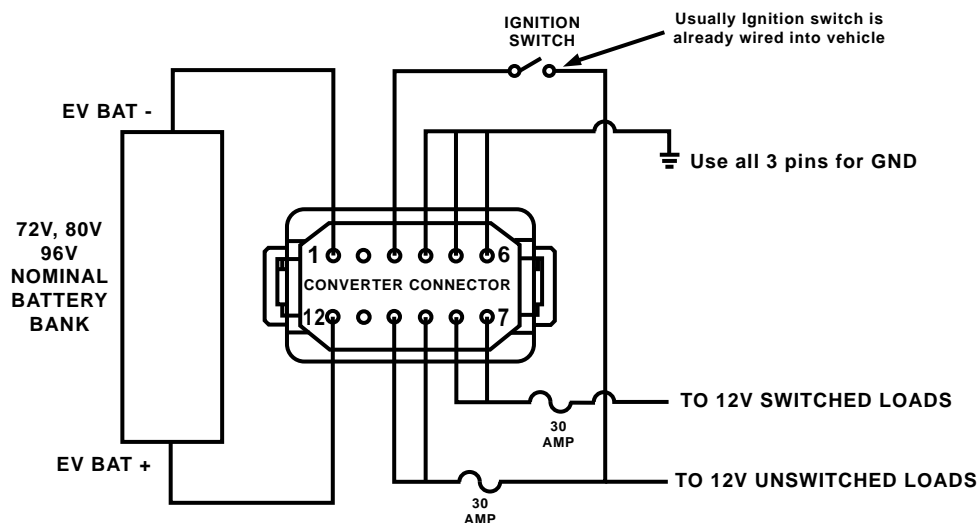 IGNITION
SWITCH
Usually Ignition switch is
already wired into vehicle
EV BAT -
Use all 3 pins for GND
72V, 80V
96V
NOMINAL
BATTERY
BANK
1
6
CONVERTER CONNECTOR
12
7
TO 12V SWITCHED LOADS
30
AMP
EV BAT +
TO 12V UNSWITCHED LOADS
30
AMP